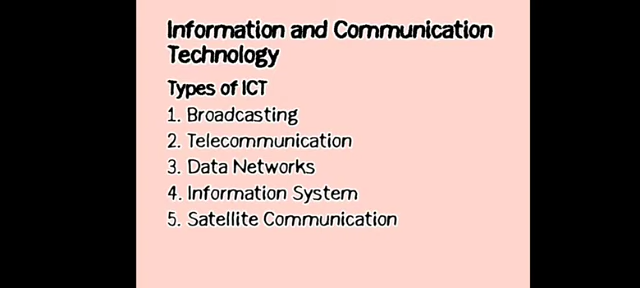 Information and Communication
Technology
Types of ICT
1. Broadcasting
2. Telecommunication
3. Data Networks
4. Information System
5. Satellite Communication